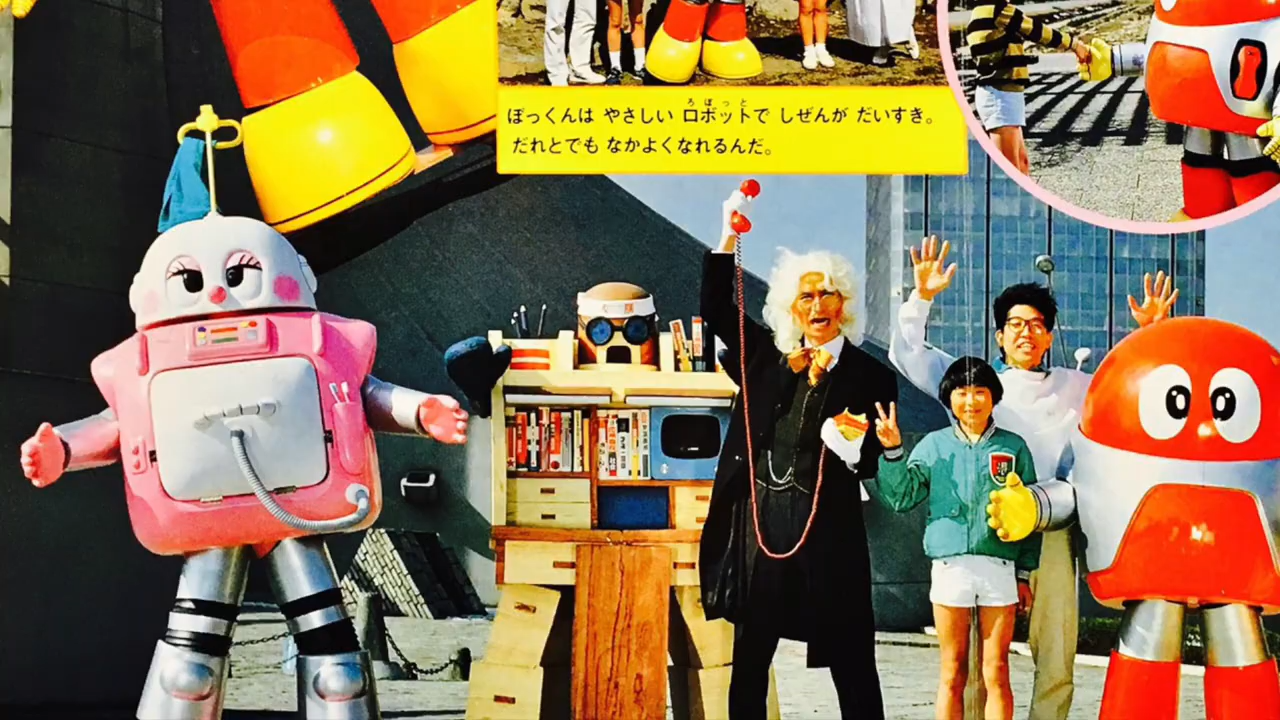 ぼっくんは やさしい ロボットで しぜんが だいすき。
だれとでも なかよくなれるんだ。